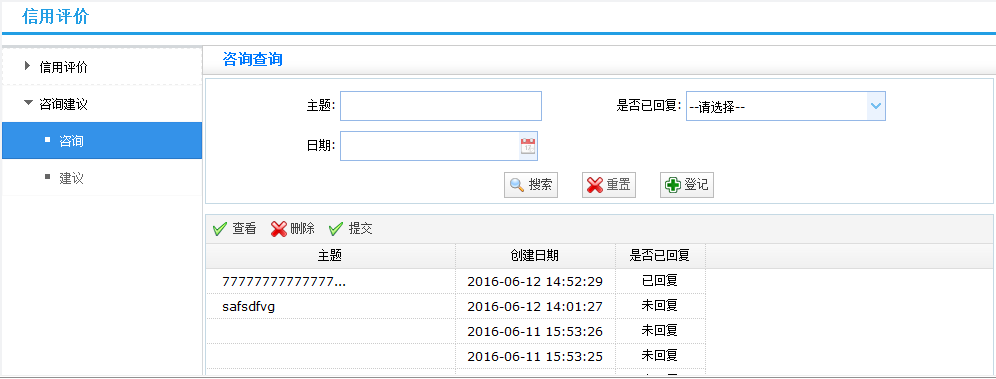 信用评价
信用评价
咨询建议
咨询
建议
咨询查询
主题: 是否已回复: --请选择--
日期:
搜索 重置 登记
查看 删除 提交
主题 创建日期 是否已回复
77777777777777... 2016-06-12 14:52:29 已回复
safsdfvg 2016-06-12 14:01:27 未回复
2016-06-11 15:53:26 未回复
2016-06-11 15:53:25 未回复